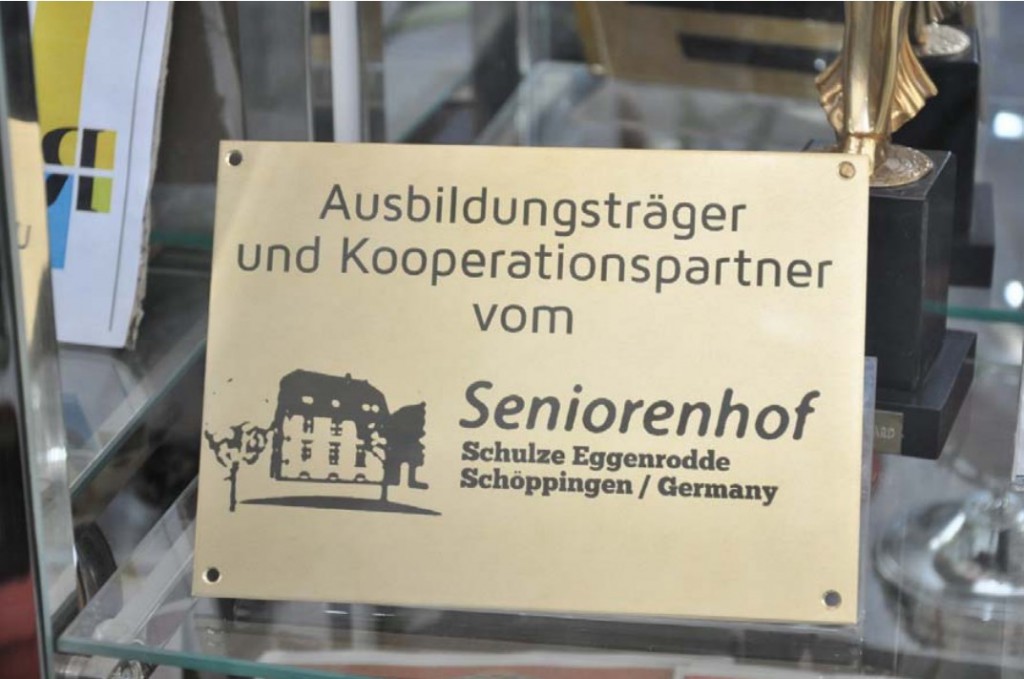 Ausbildungsträger
und Kooperationspartner
vom
Seniorenhof
Schulze Eggenrodde
Schöppingen / Germany